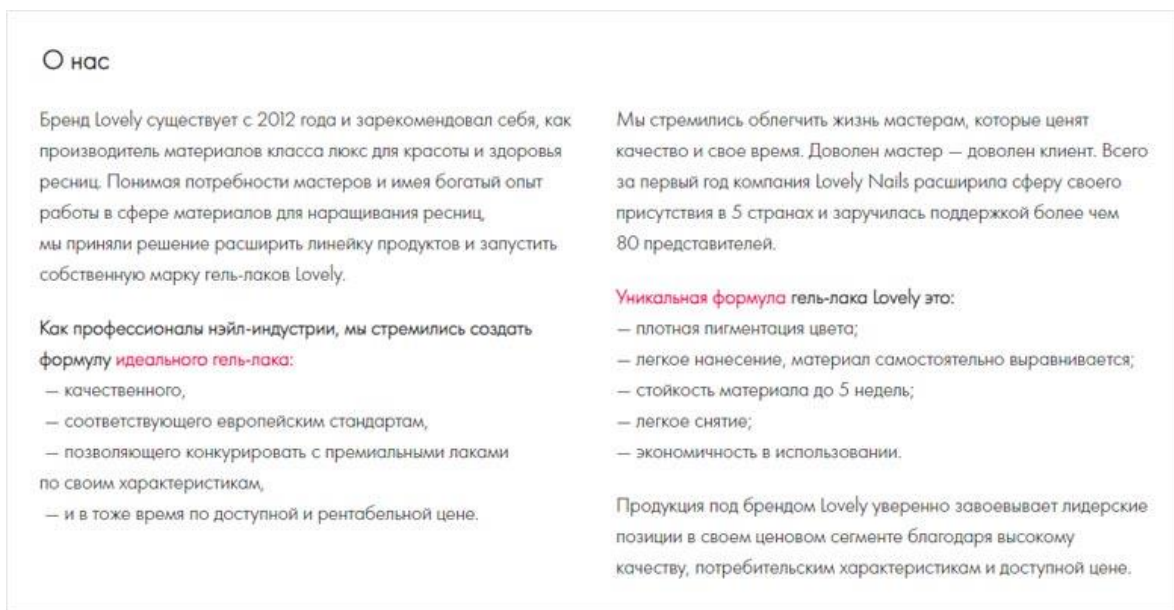 О нас
Бренд Lovely существует с 2012 года и зарекомендовал себя, как
производитель материалов класса люкс для красоты и здоровья
ресниц. Понимая потребности мастеров и имея богатый опыт
работы в сфере материалов для наращивания ресниц,
мы приняли решение расширить линейку продуктов и запустить
собственную марку гель-лаков Lovely.
Как профессионалы нэйл-индустрии, мы стремились создать
формулу идеального гель-лака:
— качественного,
— соответствующего европейским стандартам,
— позволяющего конкурировать с премиальными лаками
по своим характеристикам,
— и в тоже время по доступной и рентабельной цене.
Мы стремились облегчить жизнь мастерам, которые ценят
качество и свое время. Доволен мастер — доволен клиент. Всего
за первый год компания Lovely Nails расширила сферу своего
присутствия в 5 странах и заручилась поддержкой более чем
80 представителей.
Уникальная формула гель-лака Lovely это:
— плотная пигментация цвета;
— легкое нанесение, материал самостоятельно выравнивается;
— стойкость материала до 5 недель;
— легкое снятие;
— экономичность в использовании.
Продукция под брендом Lovely уверенно завоевывает лидерские
позиции в своем ценовом сегменте благодаря высокому
качеству, потребительским характеристикам и доступной цене.